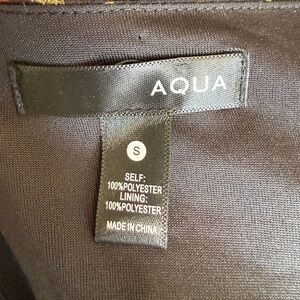 AQUA
S
SELF:
100%POLYESTER
LINING:
100%POLYESTER
MADE IN CHINA